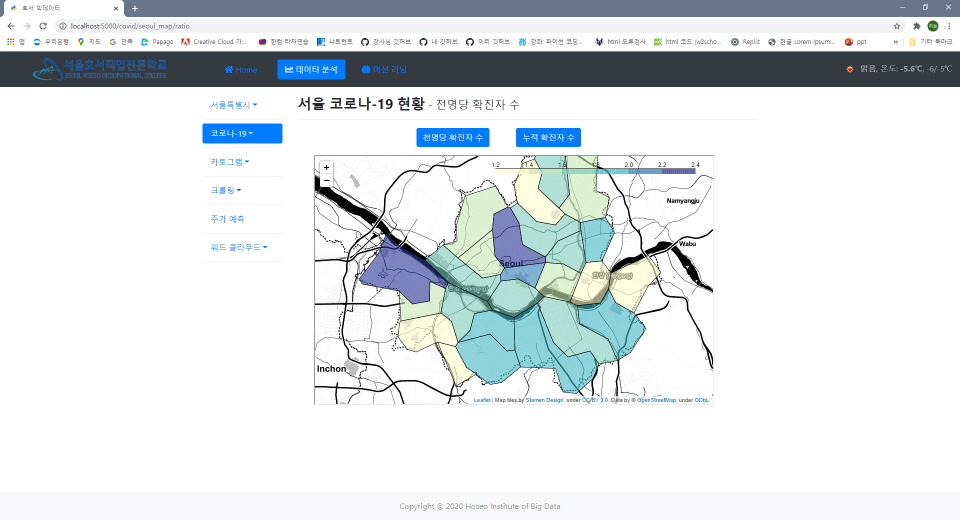 호서 빅데이터
localhost:5000/covid/seoul_map/ratio
앱 우리은행 지도 단축 Papago Creative Cloud 가... 한컴 타자연습 나도텐트 강사님 깃허브 내 깃허브 이리 깃허브 강좌: 파이썬 코딩... html 오류검사 html 코드 (w3scho... Repl.it 한글 Lorem Ipsum... ppt » 기타 북마크
서울호서직업전문학교
SEOUL HOSEO OCCUPATIONAL COLLEGE
Home 데이터 분석 머신 러닝 맑음, 온도: -5.6℃, -6/-5℃
서울특별시
코로나-19
카토그램
크롤링
주가 예측
워드 클라우드
서울 코로나-19 현황 - 천명당 확진자 수
천명당 확진자 수 누적 확진자 수
+
−
1.2 1.4 1.6 1.8 2.0 2.2 2.4
Namyangju
Wabu
Seoul
Inchon
Leaflet | Map tiles by Stamen Design, under CC BY 3.0. Data by © OpenStreetMap, under ODbL.
Copyright © 2020 Hoseo Institute of Big Data